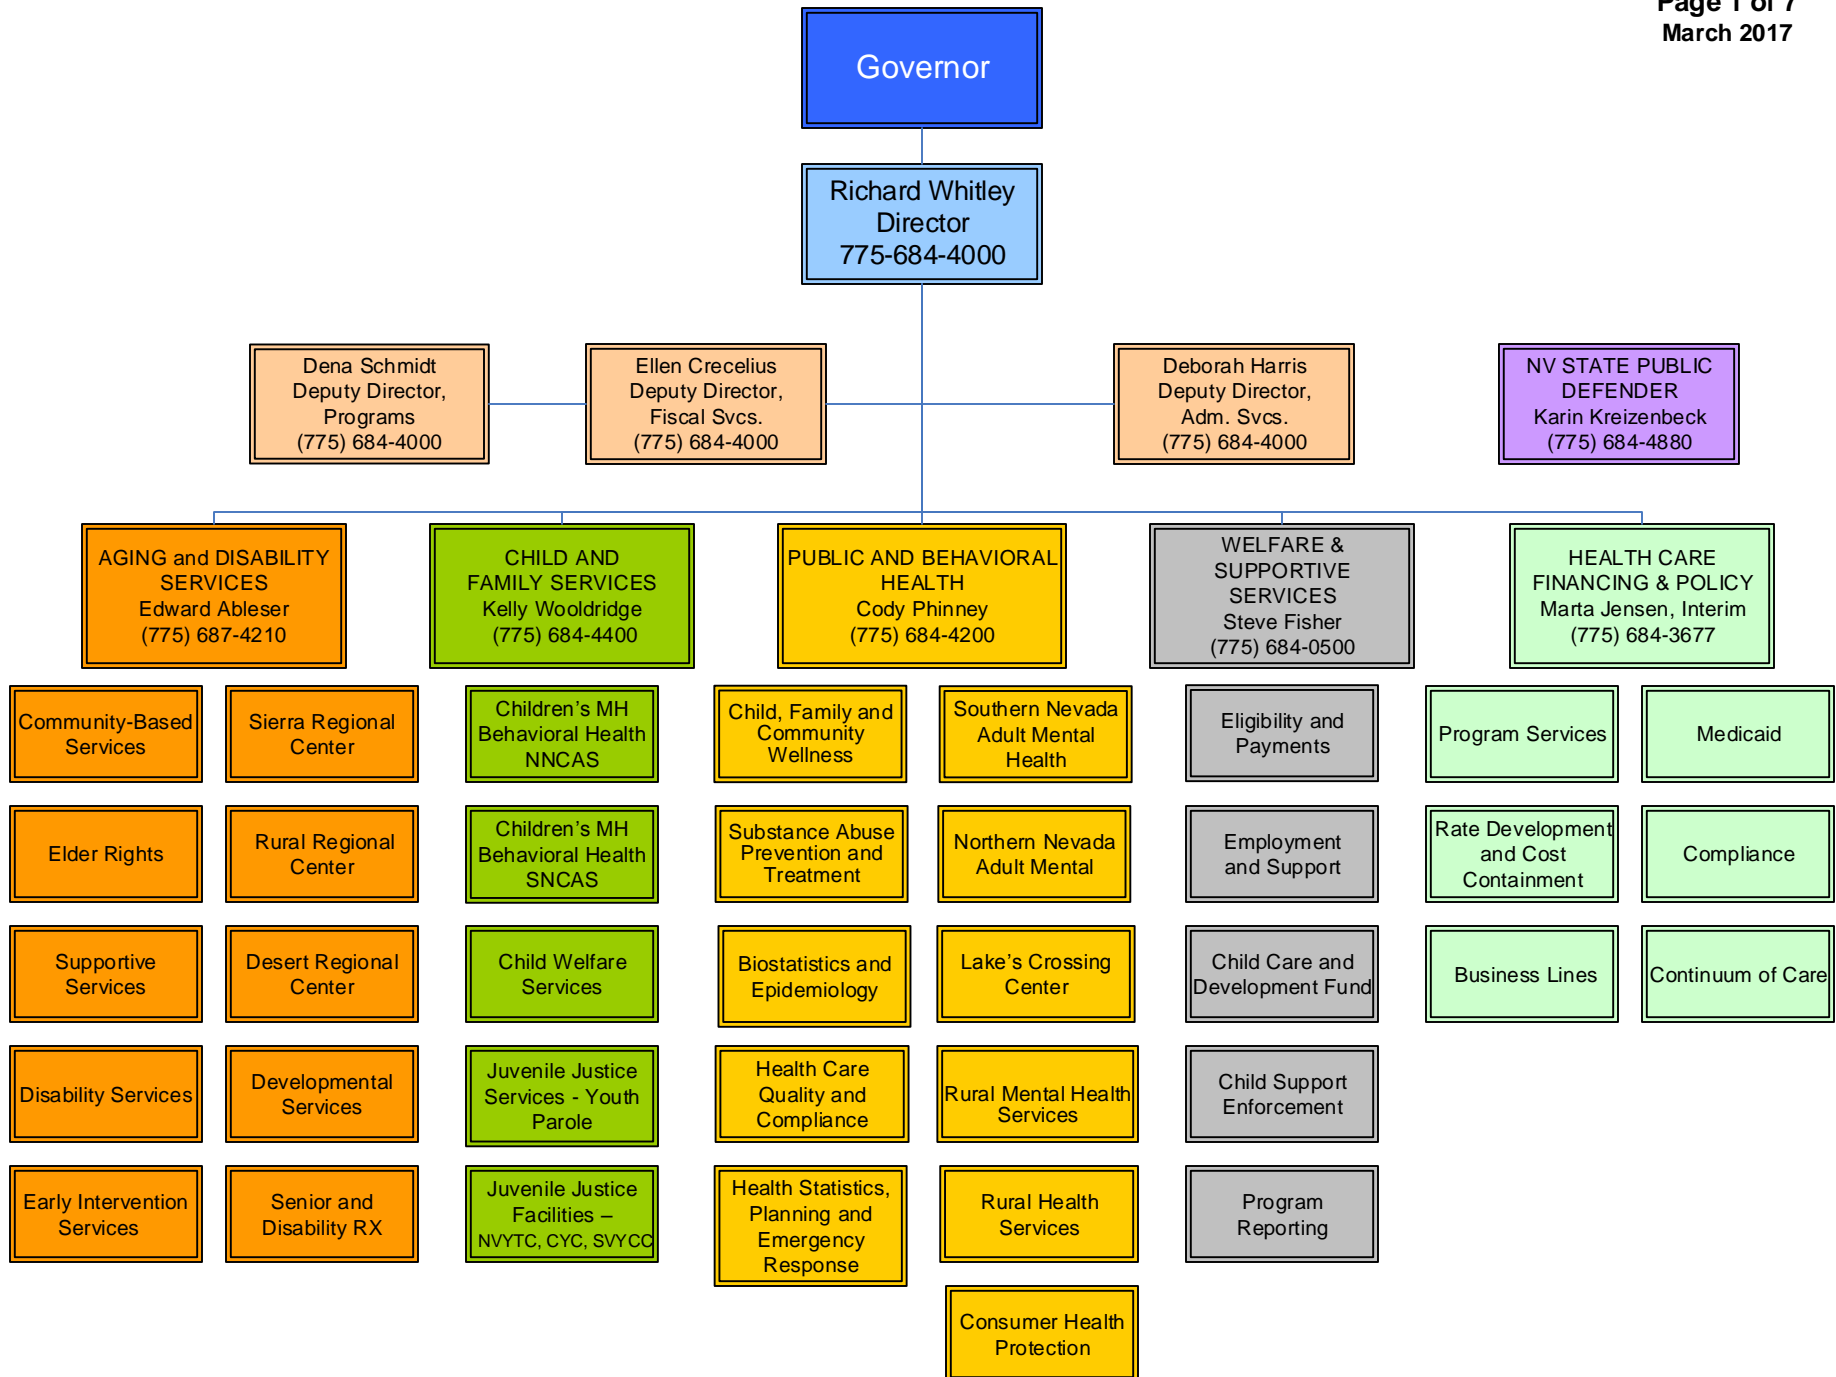 Page 1 of 7
March 2017
Governor
Richard Whitley
Director
775-684-4000
Dena Schmidt
Deputy Director,
Programs
(775) 684-4000
Ellen Crecelius
Deputy Director,
Fiscal Svcs.
(775) 684-4000
Deborah Harris
Deputy Director,
Adm. Svcs.
(775) 684-4000
NV STATE PUBLIC
DEFENDER
Karin Kreizenbeck
(775) 684-4880
AGING and DISABILITY
SERVICES
Edward Ableser
(775) 687-4210
CHILD AND
FAMILY SERVICES
Kelly Wooldridge
(775) 684-4400
PUBLIC AND BEHAVIORAL
HEALTH
Cody Phinney
(775) 684-4200
WELFARE &
SUPPORTIVE
SERVICES
Steve Fisher
(775) 684-0500
HEALTH CARE
FINANCING & POLICY
Marta Jensen, Interim
(775) 684-3677
Community-Based
Services
Sierra Regional
Center
Children’s MH
Behavioral Health
NNCAS
Child, Family and
Community
Wellness
Southern Nevada
Adult Mental
Health
Eligibility and
Payments
Program Services
Medicaid
Elder Rights
Rural Regional
Center
Children’s MH
Behavioral Health
SNCAS
Substance Abuse
Prevention and
Treatment
Northern Nevada
Adult Mental
Employment
and Support
Rate Development
and Cost
Containment
Compliance
Supportive
Services
Desert Regional
Center
Child Welfare
Services
Biostatistics and
Epidemiology
Lake’s Crossing
Center
Child Care and
Development Fund
Business Lines
Continuum of Care
Disability Services
Developmental
Services
Juvenile Justice
Services - Youth
Parole
Health Care
Quality and
Compliance
Rural Mental Health
Services
Child Support
Enforcement
Early Intervention
Services
Senior and
Disability RX
Juvenile Justice
Facilities –
NVYTC, CYC, SVYCC
Health Statistics,
Planning and
Emergency
Response
Rural Health
Services
Program
Reporting
Consumer Health
Protection